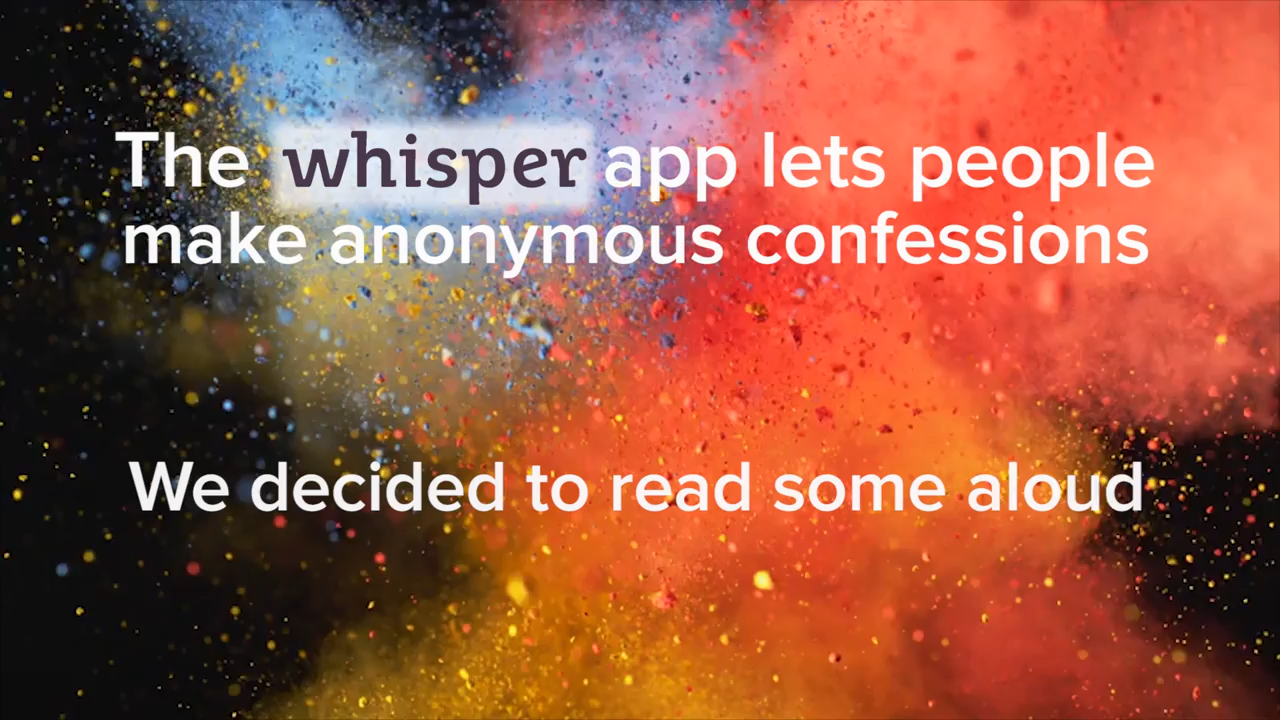 The whisper app lets people
make anonymous confessions
We decided to read some aloud